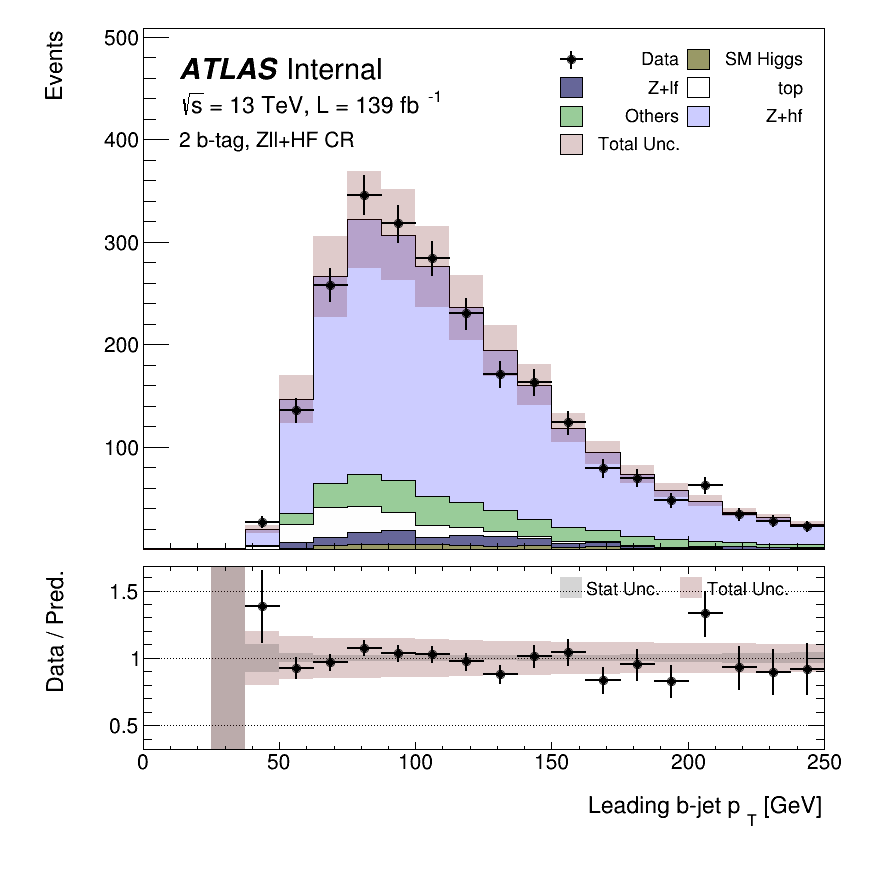 Events
500
400
300
200
100
ATLAS Internal
√s = 13 TeV, L = 139 fb -1
2 b-tag, Zll+HF CR
Data SM Higgs
Z+lf top
Others Z+hf
Total Unc.
Data / Pred.
1.5
1
0.5
Stat Unc. Total Unc.
0 50 100 150 200 250
Leading b-jet p T [GeV]